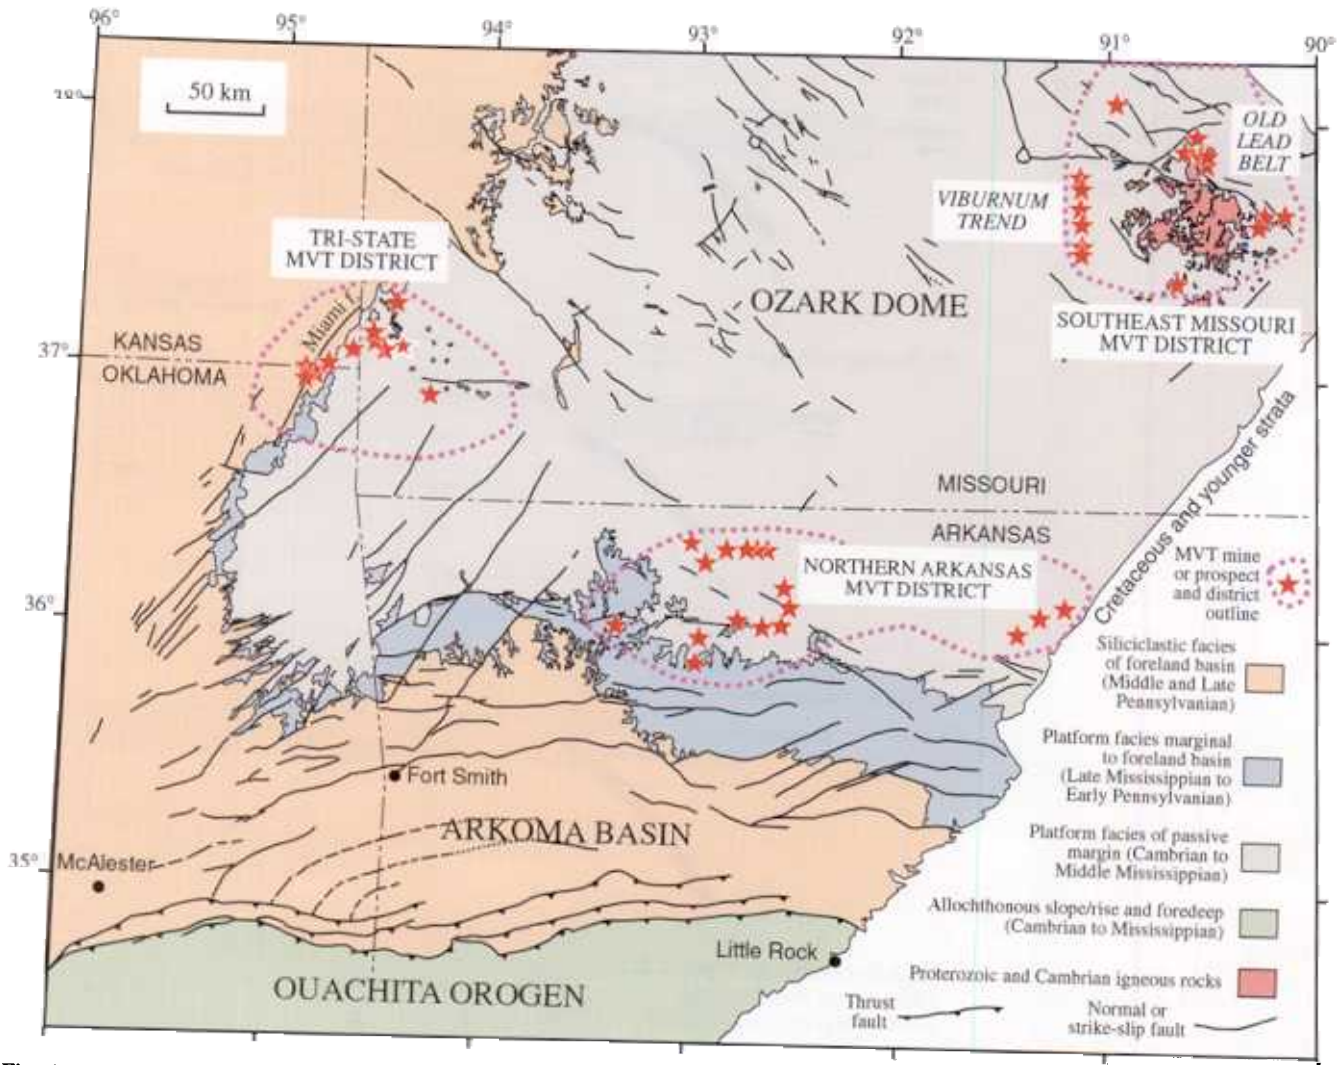 96°
95°
94°
93°
92°
91°
90°
50 km
38°
OLD
LEAD
BELT
VIBURNUM
TREND
TRI-STATE
MVT DISTRICT
Miami f.
OZARK DOME
SOUTHEAST MISSOURI
MVT DISTRICT
KANSAS
37°
OKLAHOMA
MISSOURI
ARKANSAS
Cretaceous and younger strata
NORTHERN ARKANSAS
MVT DISTRICT
36°
MVT mine
or prospect
and district
outline
Siliciclastic facies
of foreland basin
(Middle and Late
Pennsylvanian)
Platform facies marginal
to foreland basin
(Late Mississippian to
Early Pennsylvanian)
Fort Smith
ARKOMA BASIN
35°
McAlester
Platform facies of passive
margin (Cambrian to
Middle Mississippian)
Allochthonous slope/rise and foredeep
(Cambrian to Mississippian)
Little Rock
OUACHITA OROGEN
Proterozoic and Cambrian igneous rocks
Thrust
fault
Normal or
strike-slip fault